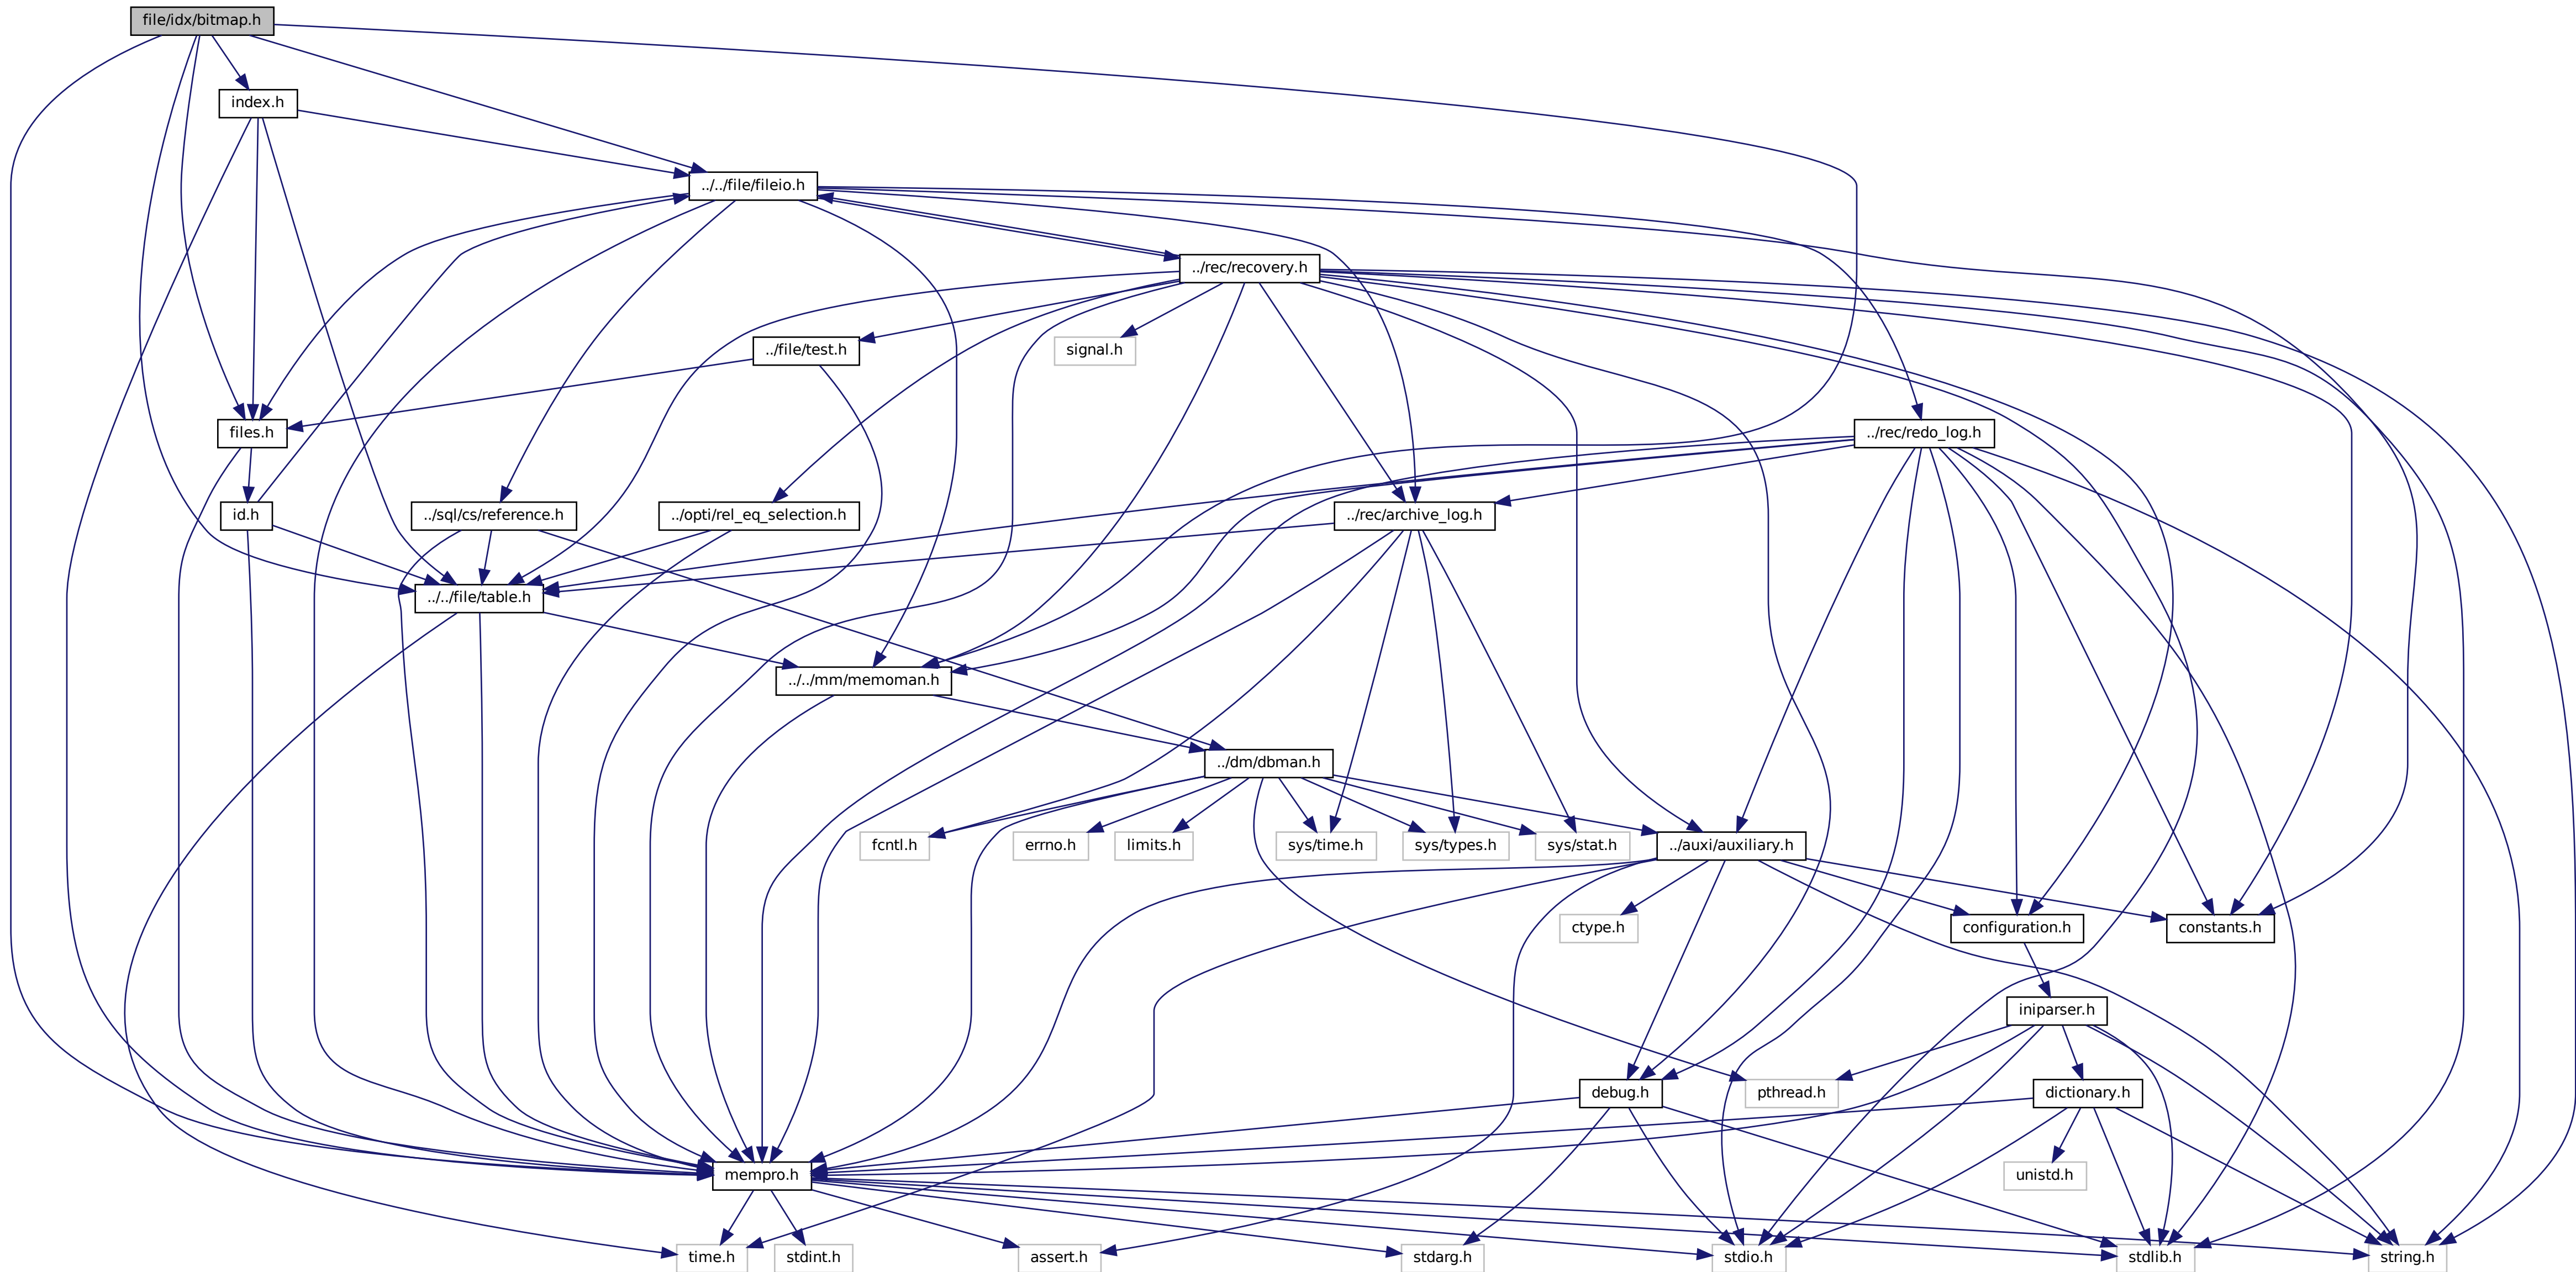 file/idx/bitmap.h
index.h
../../file/fileio.h
../rec/recovery.h
../file/test.h
signal.h
files.h
../rec/redo_log.h
id.h
../sql/cs/reference.h
../opti/rel_eq_selection.h
../rec/archive_log.h
../../file/table.h
../../mm/memoman.h
../dm/dbman.h
fcntl.h
errno.h
limits.h
sys/time.h
sys/types.h
sys/stat.h
../auxi/auxiliary.h
ctype.h
configuration.h
constants.h
iniparser.h
debug.h
pthread.h
dictionary.h
mempro.h
unistd.h
time.h
stdint.h
assert.h
stdarg.h
stdio.h
stdlib.h
string.h